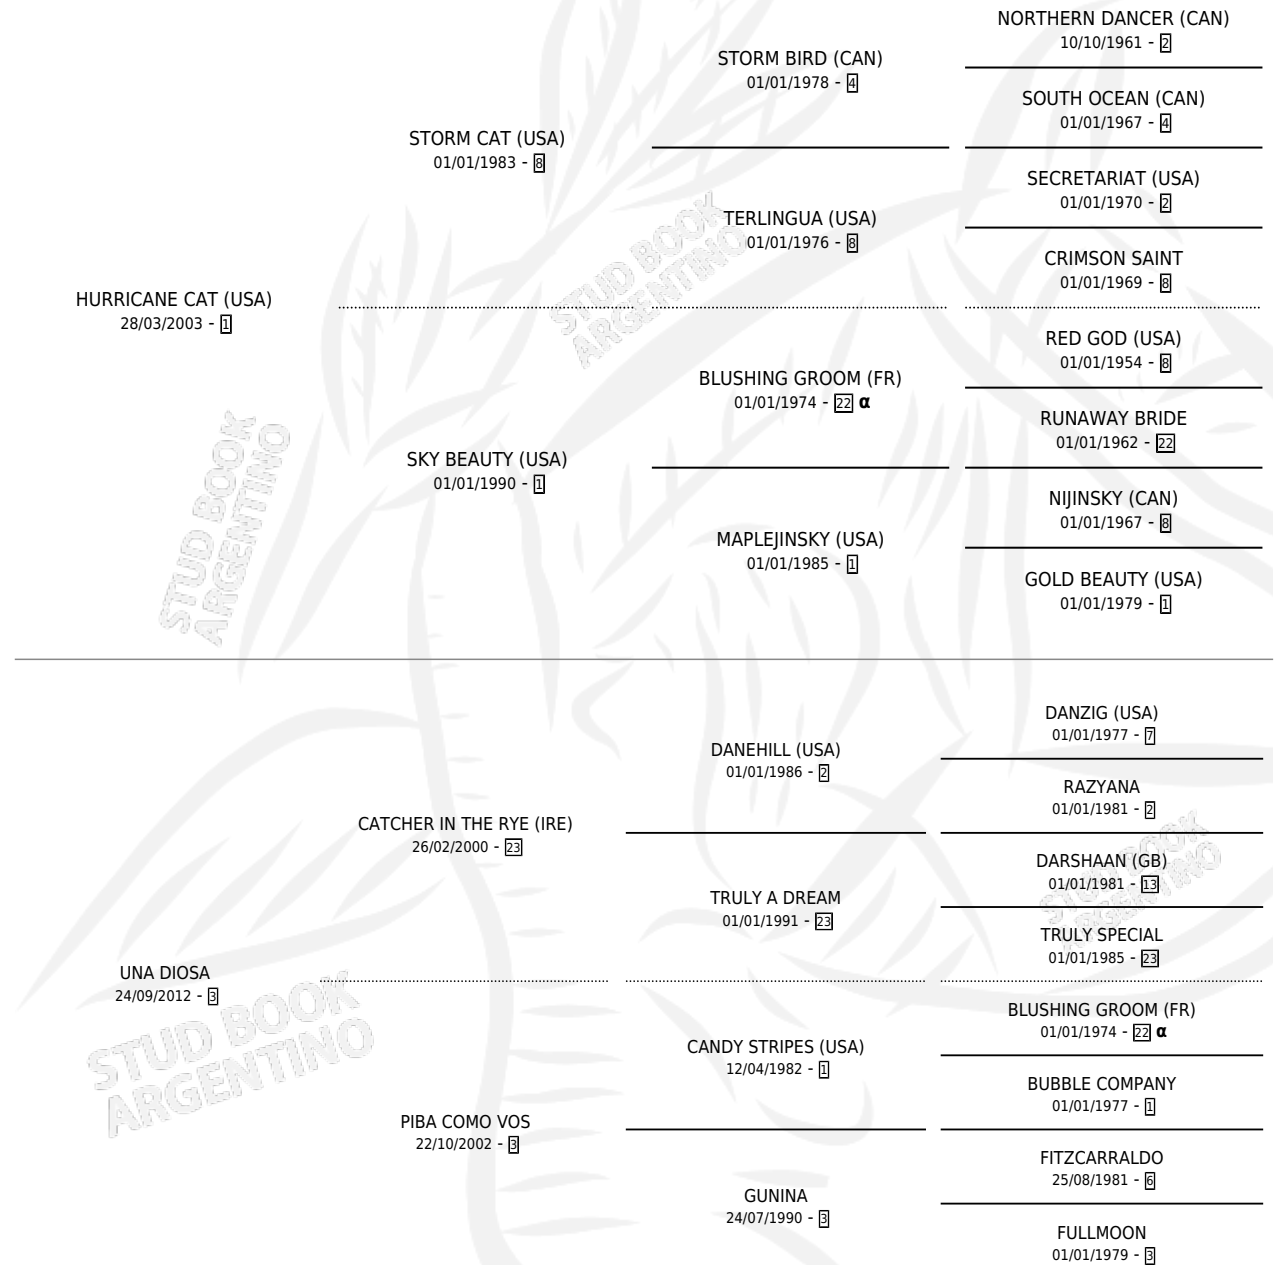 NORTHERN DANCER (CAN)
10/10/1961 - 2
STORM BIRD (CAN)
01/01/1978 - 4
SOUTH OCEAN (CAN)
01/01/1967 - 4
STORM CAT (USA)
01/01/1983 - 8
SECRETARIAT (USA)
01/01/1970 - 2
TERLINGUA (USA)
01/01/1976 - 8
CRIMSON SAINT
01/01/1969 - 8
HURRICANE CAT (USA)
28/03/2003 - 1
RED GOD (USA)
01/01/1954 - 8
BLUSHING GROOM (FR)
01/01/1974 - 22 α
RUNAWAY BRIDE
01/01/1962 - 22
SKY BEAUTY (USA)
01/01/1990 - 1
NIJINSKY (CAN)
01/01/1967 - 8
MAPLEJINSKY (USA)
01/01/1985 - 1
GOLD BEAUTY (USA)
01/01/1979 - 1
DANZIG (USA)
01/01/1977 - 7
DANEHILL (USA)
01/01/1986 - 2
RAZYANA
01/01/1981 - 2
CATCHER IN THE RYE (IRE)
26/02/2000 - 23
DARSHAAN (GB)
01/01/1981 - 13
TRULY A DREAM
01/01/1991 - 23
TRULY SPECIAL
01/01/1985 - 23
UNA DIOSA
24/09/2012 - 3
BLUSHING GROOM (FR)
01/01/1974 - 22 α
CANDY STRIPES (USA)
12/04/1982 - 1
BUBBLE COMPANY
01/01/1977 - 1
PIBA COMO VOS
22/10/2002 - 3
FITZCARRALDO
25/08/1981 - 6
GUNINA
24/07/1990 - 3
FULLMOON
01/01/1979 - 3
STUD BOOK
ARGENTINO
STUD BOOK
ARGENTINO
STUD BOOK
ARGENTINO
STUD BOOK
ARGENTINO